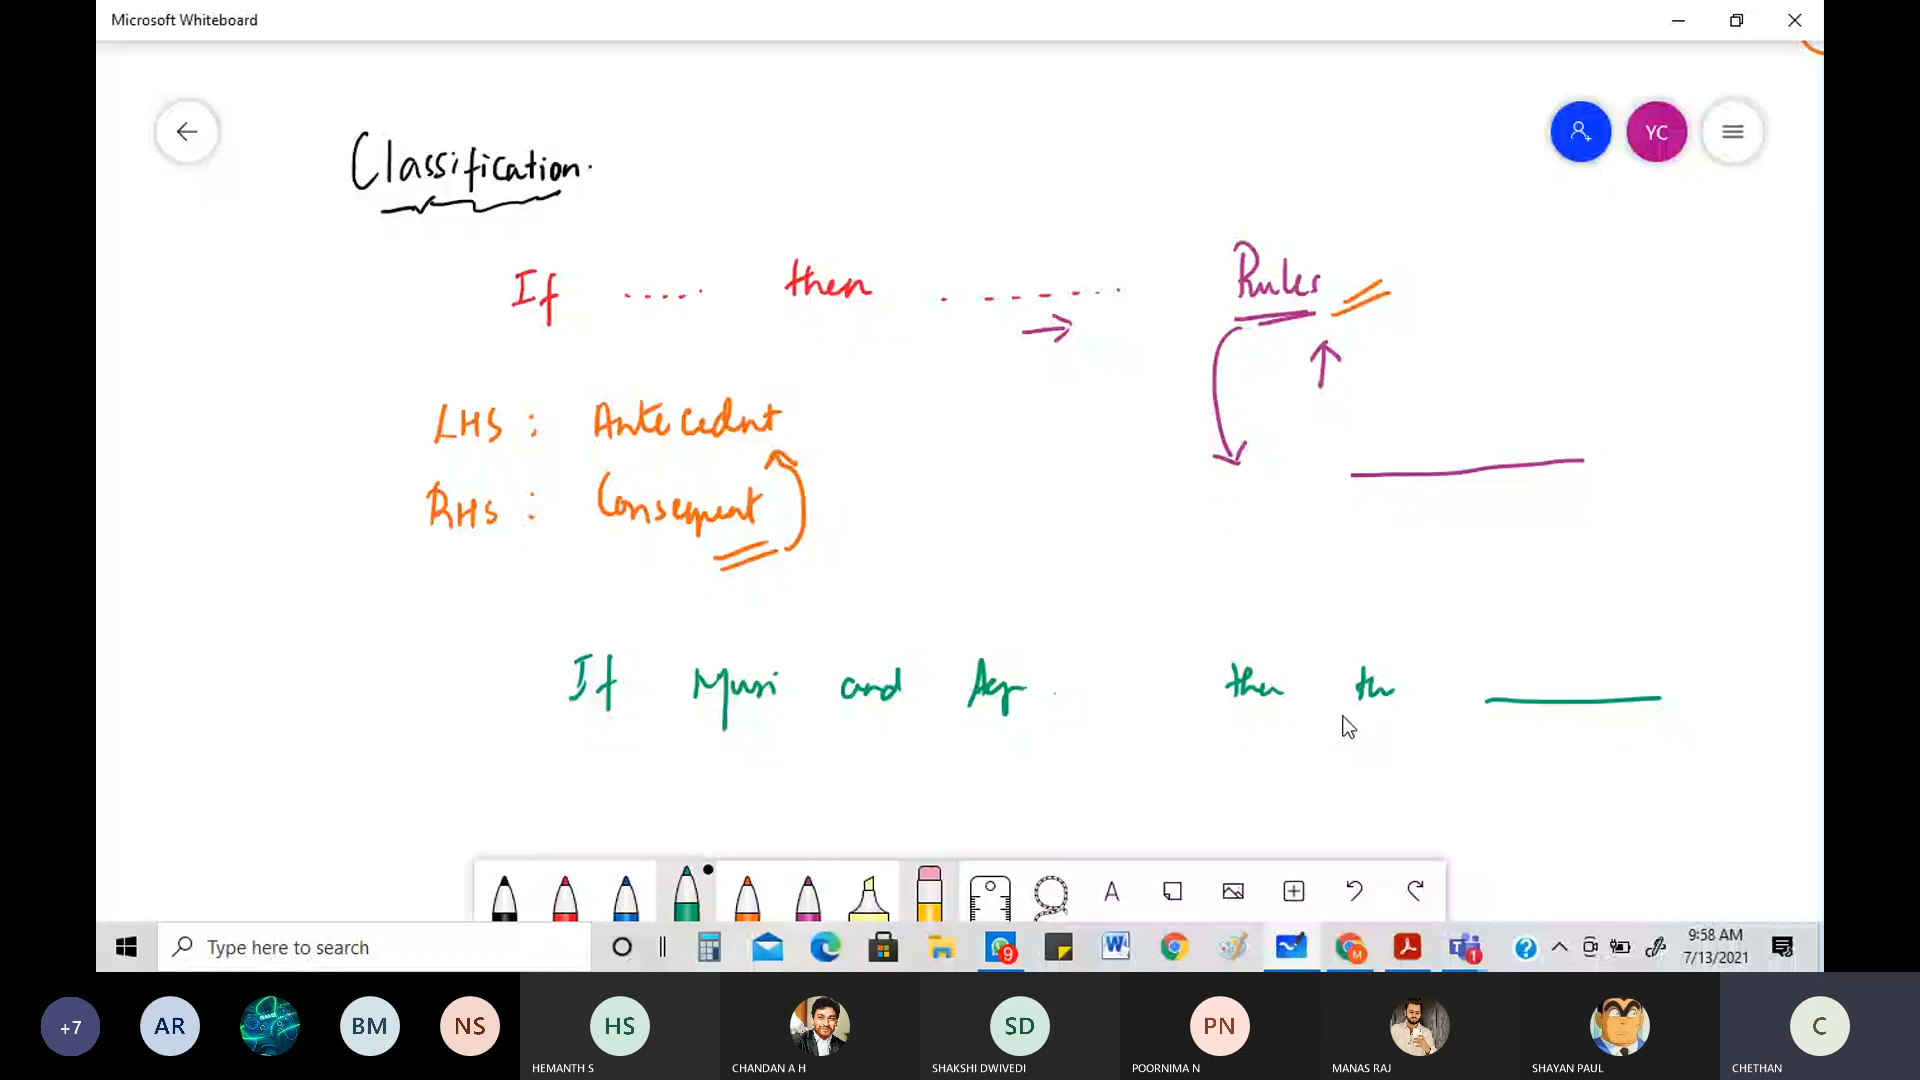 Microsoft Whiteboard
YC
Classification.
If ..... then . - - - - - . . Rules
LHS : Antecedent
RHS : Consequent
If and then
A
Type here to search
9
W
M
1
?
9:58 AM
7/13/2021
+7 AR BM NS HS SD PN C
HEMANTH S CHANDAN A H SHAKSHI DWIVEDI POORNIMA N MANAS RAJ SHAYAN PAUL CHETHAN